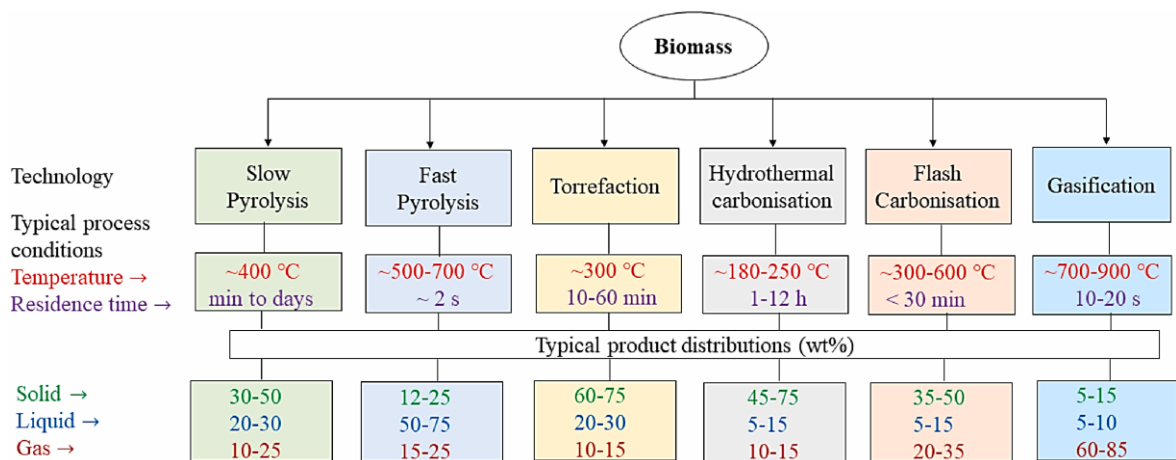 Biomass
Technology
Slow
Pyrolysis
Fast
Pyrolysis
Torrefaction
Hydrothermal
carbonisation
Flash
Carbonisation
Gasification
Typical process
conditions
Temperature → ~400 °C ~500-700 °C ~300 °C ~180-250 °C ~300-600 °C ~700-900 °C
Residence time → min to days ~ 2 s 10-60 min 1-12 h < 30 min 10-20 s
Typical product distributions (wt%)
Solid → 30-50 12-25 60-75 45-75 35-50 5-15
Liquid → 20-30 50-75 20-30 5-15 5-15 5-10
Gas → 10-25 15-25 10-15 10-15 20-35 60-85